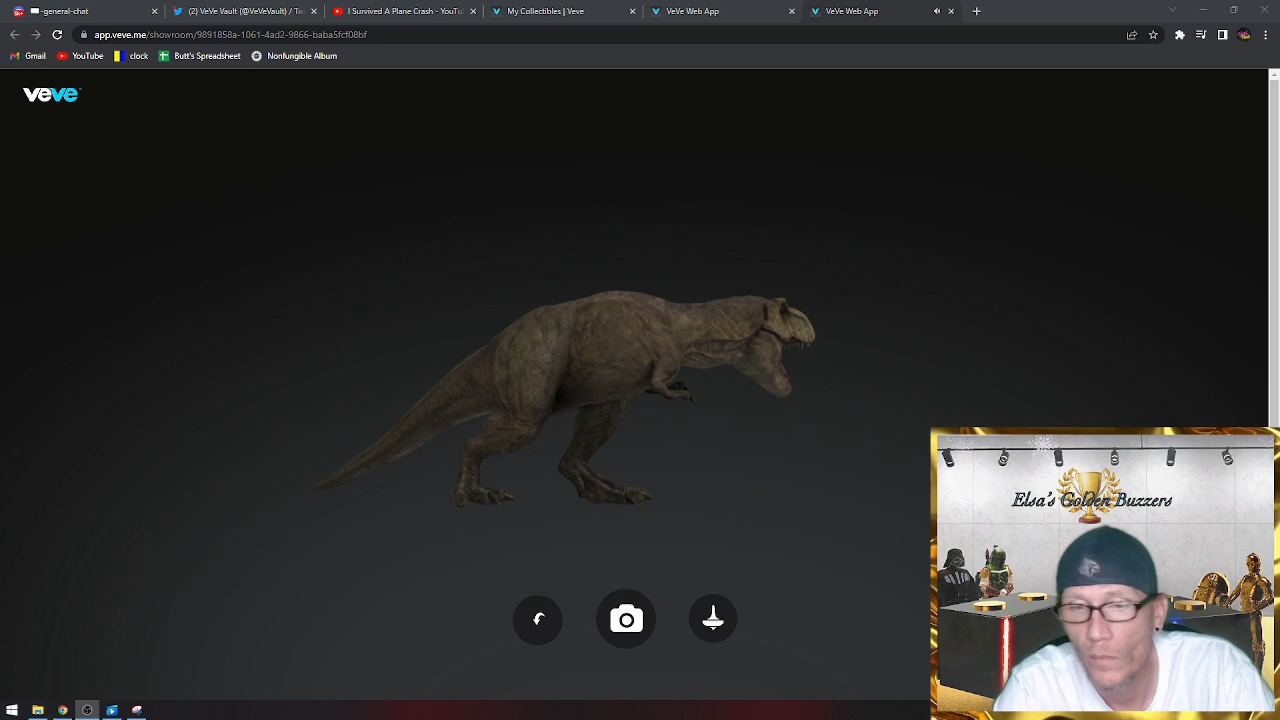 -general-chat
(2) VeVe Vault (@VeVeVault) / Tw
I Survived A Plane Crash - YouTu
My Collectibles | Veve
VeVe Web App
VeVe Web App
app.veve.me/showroom/9891858a-1061-4ad2-9866-baba5fcf08bf
Gmail
YouTube
clock
Butt's Spreadsheet
Nonfungible Album
veve
Elsa's Golden Buzzers